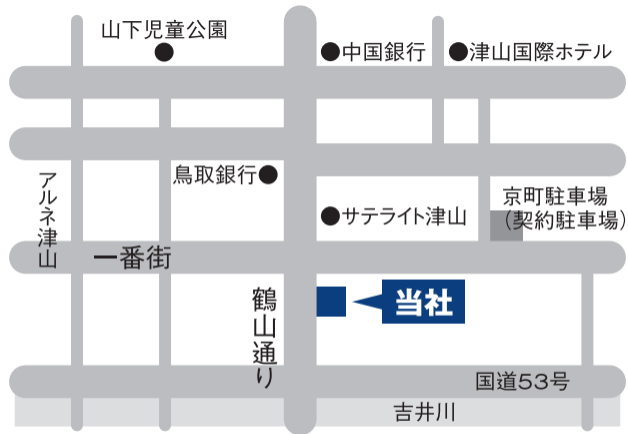 山下児童公園
中国銀行
津山国際ホテル
鳥取銀行
アルネ津山
サテライト津山
京町駐車場
(契約駐車場)
一番街
鶴山通り
当社
国道53号
吉井川